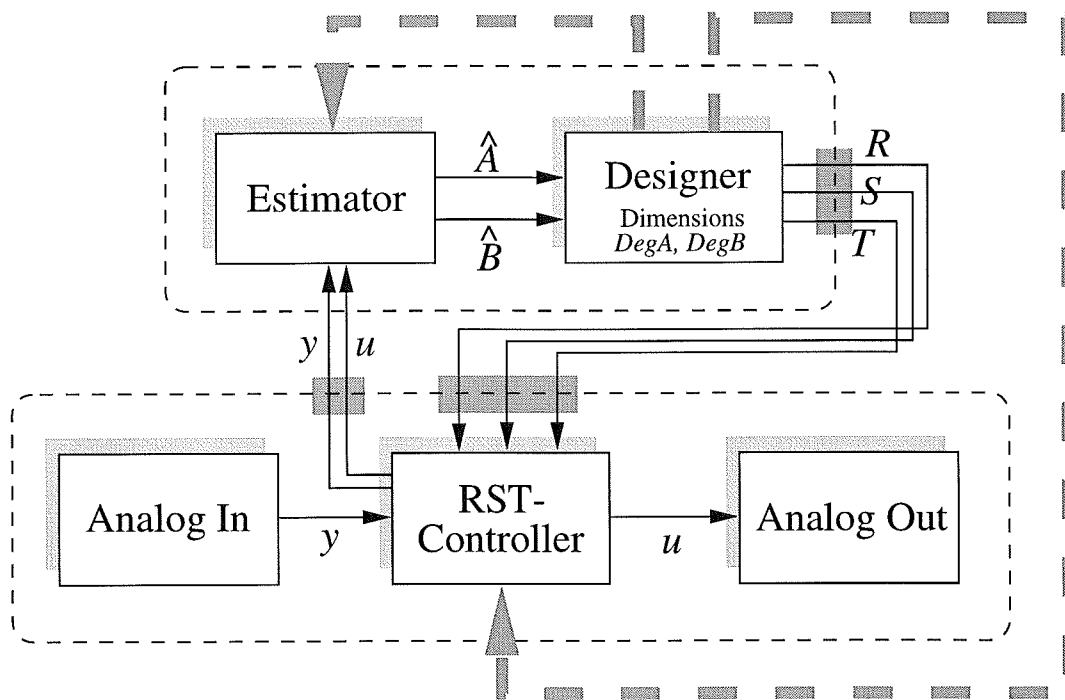 Estimator
Â
B̂
Designer
Dimensions
DegA, DegB
R
S
T
y
u
Analog In
y
RST-
Controller
u
Analog Out